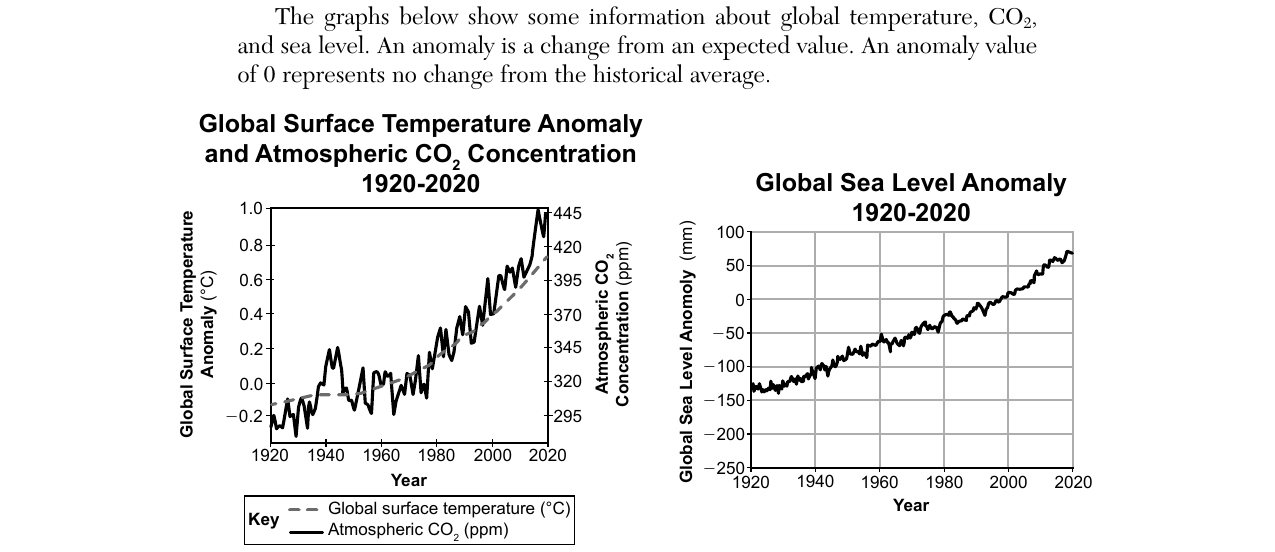 The graphs below show some information about global temperature, CO₂,
and sea level. An anomaly is a change from an expected value. An anomaly value
of 0 represents no change from the historical average.
Global Surface Temperature Anomaly
and Atmospheric CO₂ Concentration
1920-2020
Global Surface Temperature
Anomaly (°C)
1.0
0.8
0.6
0.4
0.2
0.0
−0.2
445
420
395
370
345
320
295
Atmospheric CO₂
Concentration (ppm)
1920 1940 1960 1980 2000 2020
Year
Key
Global surface temperature (°C)
Atmospheric CO₂ (ppm)
Global Sea Level Anomaly
1920-2020
Global Sea Level Anomoly (mm)
100
50
0
−50
−100
−150
−200
−250
1920 1940 1960 1980 2000 2020
Year